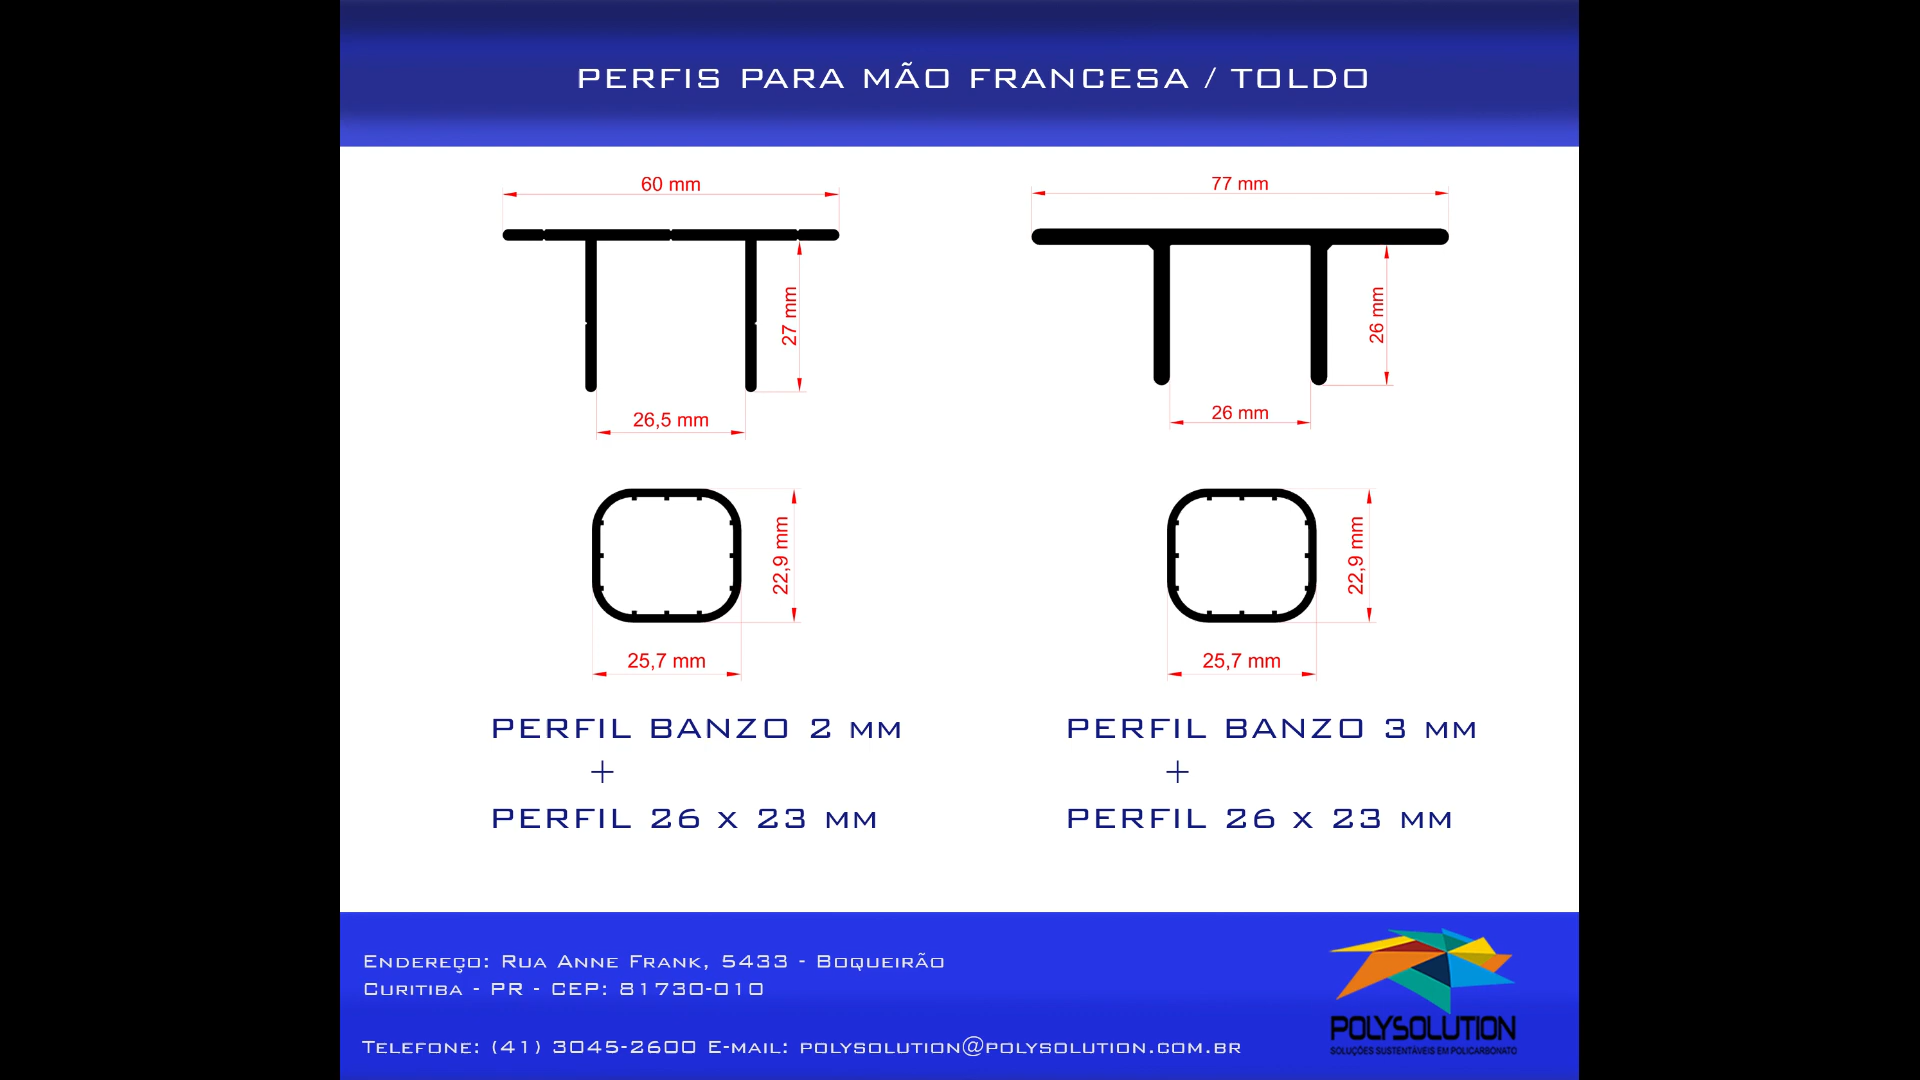 PERFIS PARA MÃO FRANCESA / TOLDO
60 mm
77 mm
27 mm
26 mm
26,5 mm
26 mm
22,9 mm
22,9 mm
25,7 mm
25,7 mm
PERFIL BANZO 2 MM
+
PERFIL 26 X 23 MM
PERFIL BANZO 3 MM
+
PERFIL 26 X 23 MM
ENDEREÇO: RUA ANNE FRANK, 5433 - BOQUEIRÃO
CURITIBA - PR - CEP: 81730-010
TELEFONE: (41) 3045-2600 E-MAIL: POLYSOLUTION@POLYSOLUTION.COM.BR
POLYSOLUTION
SOLUÇÕES SUSTENTÁVEIS EM POLICARBONATO